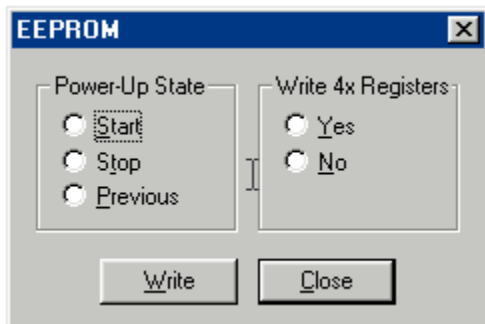 EEPROM
Power-Up State
Start
Stop
Previous
Write 4x Registers
Yes
No
Write
Close